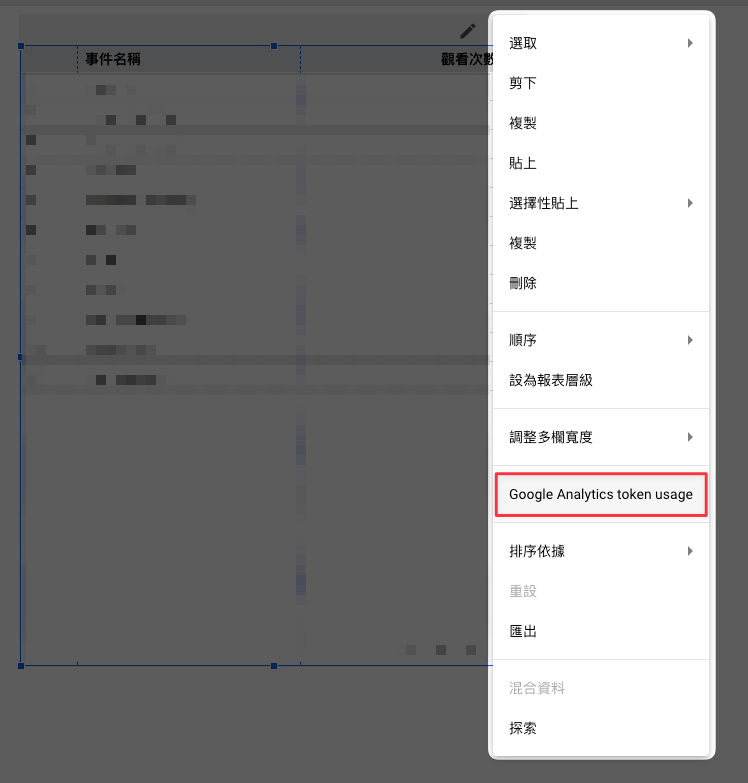 事件名稱
觀看次數
選取
剪下
複製
貼上
選擇性貼上
複製
刪除
順序
設為報表層級
調整多欄寬度
Google Analytics token usage
排序依據
重設
匯出
混合資料
探索